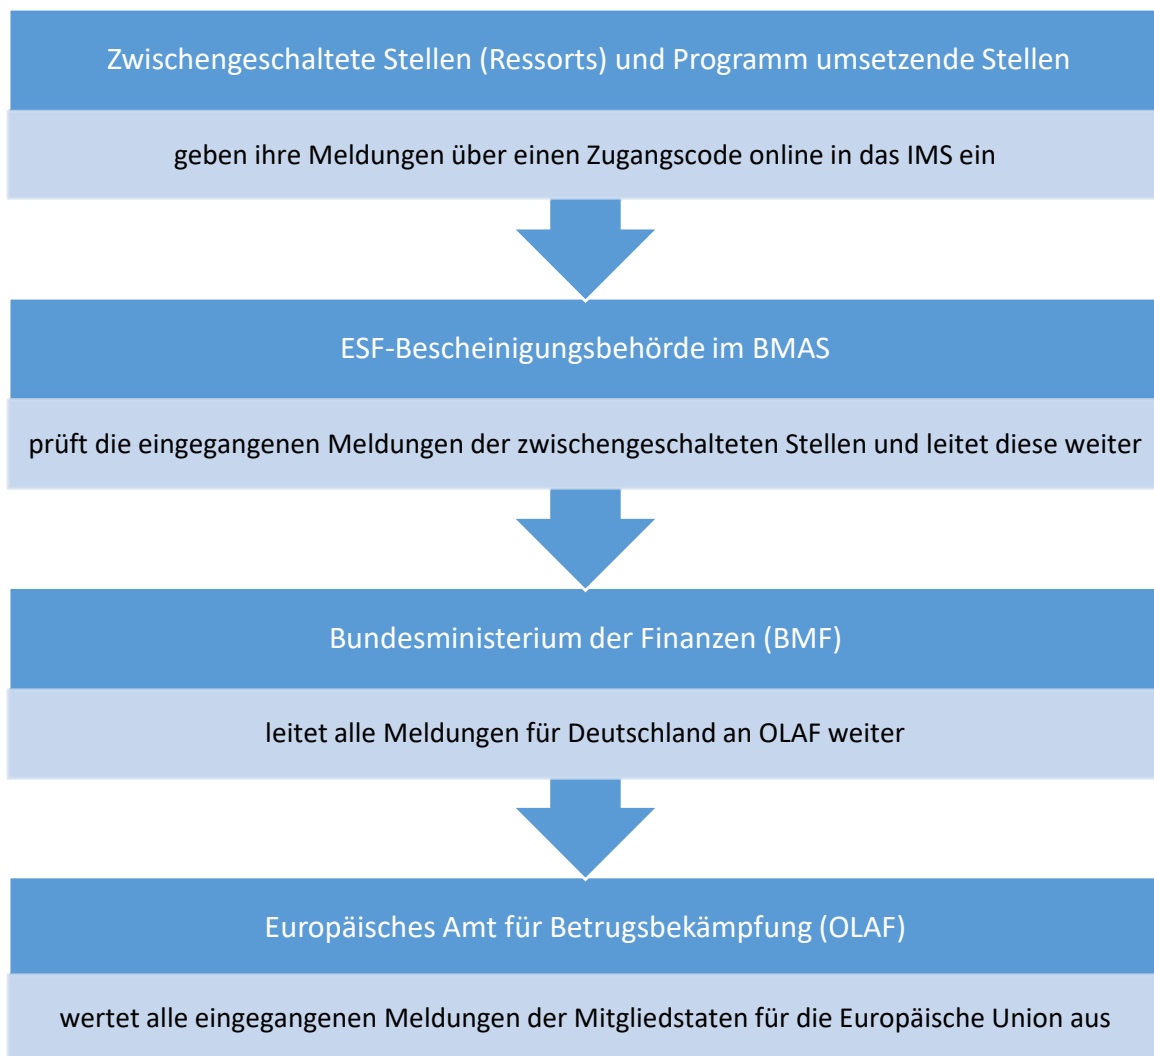 Zwischengeschaltete Stellen (Ressorts) und Programm umsetzende Stellen
geben ihre Meldungen über einen Zugangscode online in das IMS ein
ESF-Bescheinigungsbehörde im BMAS
prüft die eingegangenen Meldungen der zwischengeschalteten Stellen und leitet diese weiter
Bundesministerium der Finanzen (BMF)
leitet alle Meldungen für Deutschland an OLAF weiter
Europäisches Amt für Betrugsbekämpfung (OLAF)
wertet alle eingegangenen Meldungen der Mitgliedstaten für die Europäische Union aus